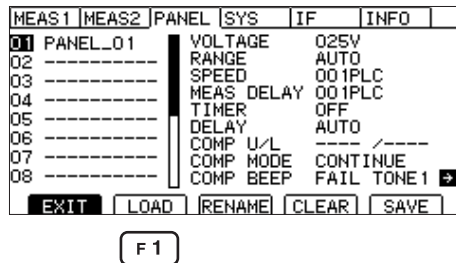 MEAS1 MEAS2 PANEL SYS IF INFO
01 PANEL_01 VOLTAGE 025V
02 ---------- RANGE AUTO
03 ---------- SPEED 001PLC
04 ---------- MEAS DELAY 001PLC
05 ---------- TIMER OFF
06 ---------- DELAY AUTO
07 ---------- COMP U/L ---- /----
08 ---------- COMP MODE CONTINUE
COMP BEEP FAIL TONE1
EXIT LOAD RENAME CLEAR SAVE
F1